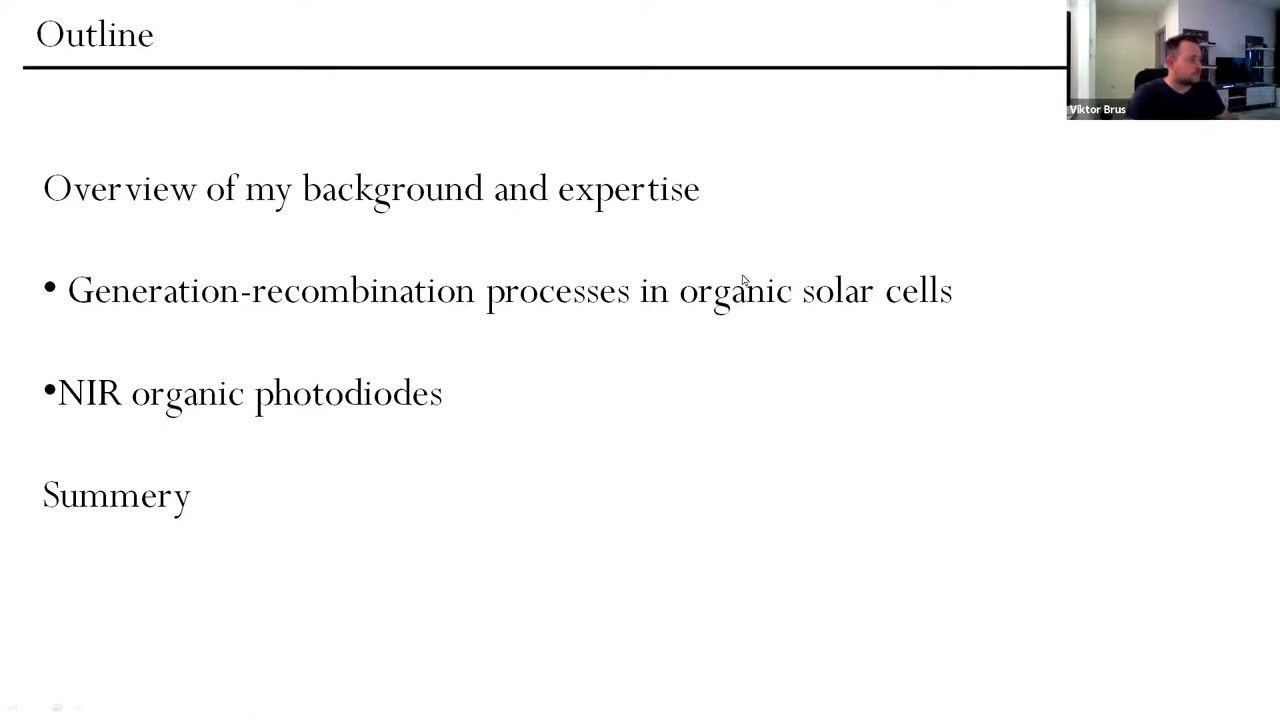 Outline
Viktor Brus
Overview of my background and expertise
• Generation-recombination processes in organic solar cells
•NIR organic photodiodes
Summery